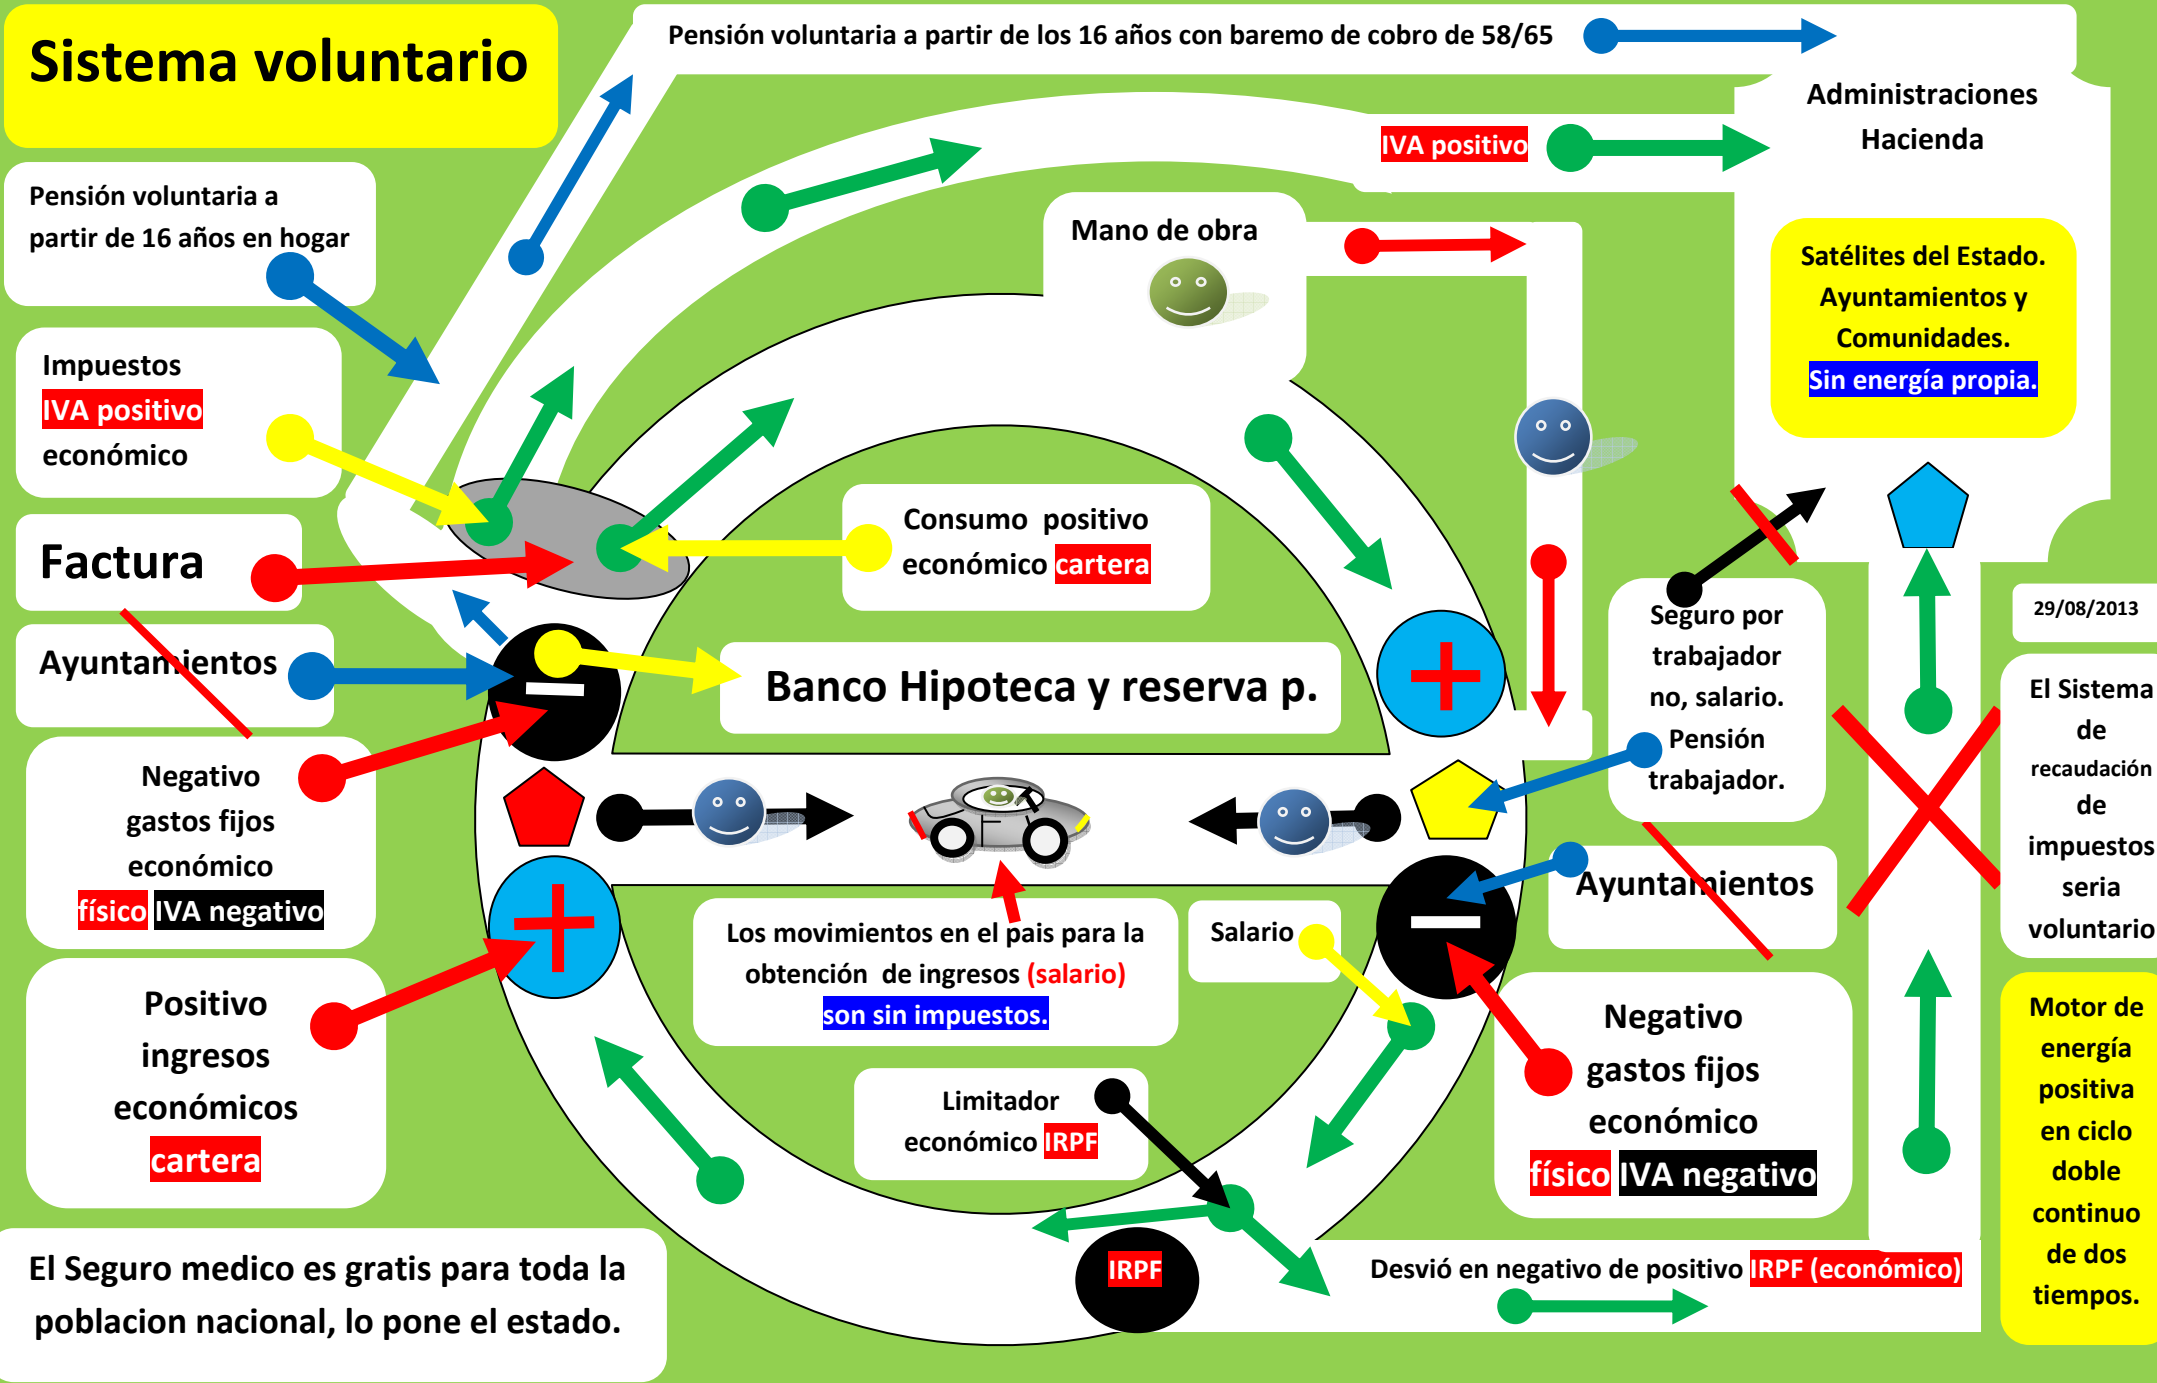 Sistema voluntario
Pensión voluntaria a partir de los 16 años con baremo de cobro de 58/65
Administraciones
Hacienda
IVA positivo
Pensión voluntaria a
partir de 16 años en hogar
Mano de obra
Satélites del Estado.
Ayuntamientos y
Comunidades.
Sin energía propia.
Impuestos
IVA positivo
económico
Factura
Consumo positivo
económico cartera
Ayuntamientos
Banco Hipoteca y reserva p.
Seguro por
trabajador
no, salario.
Pensión
trabajador.
29/08/2013
El Sistema
de
recaudación
de
impuestos
seria
voluntario
Negativo
gastos fijos
económico
físico IVA negativo
Ayuntamientos
Los movimientos en el pais para la
obtención de ingresos (salario)
son sin impuestos.
Salario
Positivo
ingresos
económicos
cartera
Negativo
gastos fijos
económico
físico IVA negativo
Motor de
energía
positiva
en ciclo
doble
continuo
de dos
tiempos.
Limitador
económico IRPF
IRPF
Desvió en negativo de positivo IRPF (económico)
El Seguro medico es gratis para toda la
poblacion nacional, lo pone el estado.